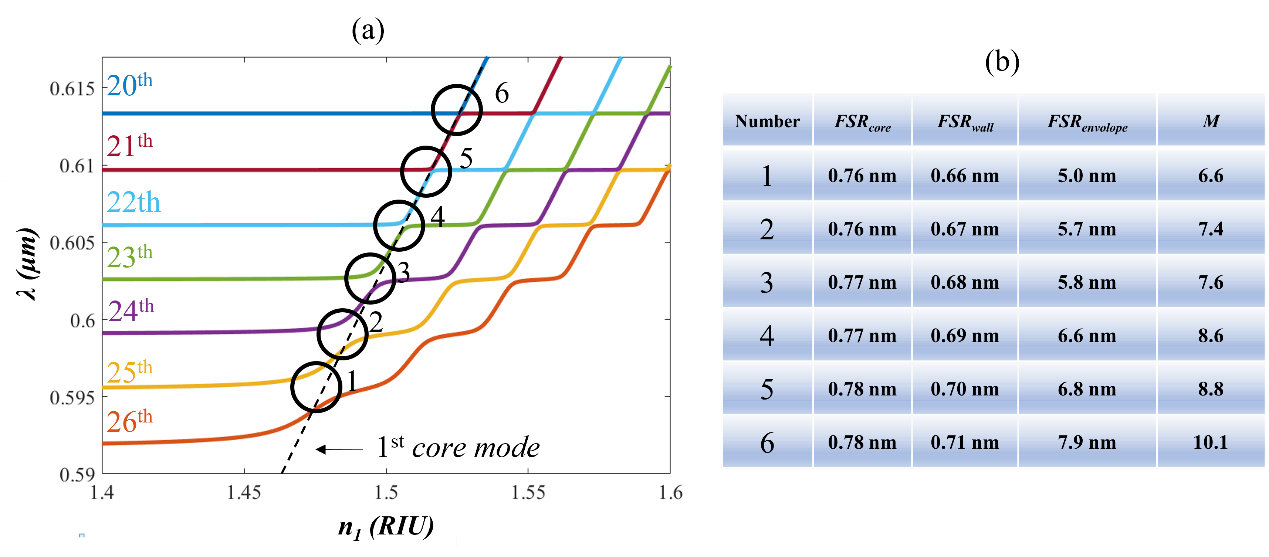 (a)
0.615
0.61
0.605
0.6
0.595
0.59
λ (μm)
20th
21th
22th
23th
24th
25th
26th
6
5
4
3
2
1
1st core mode
1.4
1.45
1.5
1.55
1.6
n1 (RIU)
(b)
Number FSRcore FSRwall FSRenvolope M
1 0.76 nm 0.66 nm 5.0 nm 6.6
2 0.76 nm 0.67 nm 5.7 nm 7.4
3 0.77 nm 0.68 nm 5.8 nm 7.6
4 0.77 nm 0.69 nm 6.6 nm 8.6
5 0.78 nm 0.70 nm 6.8 nm 8.8
6 0.78 nm 0.71 nm 7.9 nm 10.1